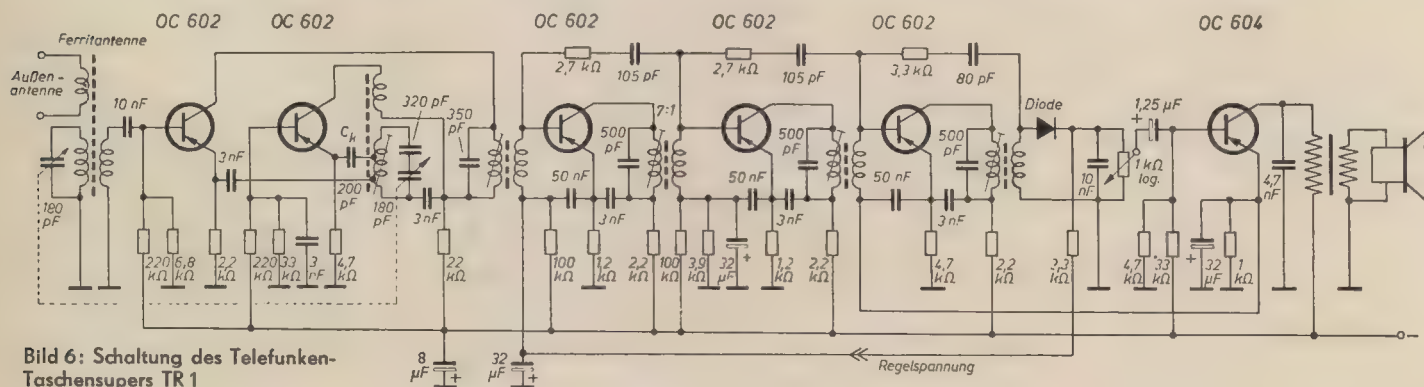 OC 602
OC 602
OC 602
OC 602
OC 602
OC 604
Ferritantenne
Außen-
antenne
10 nF
180
pF
3 nF
Ck
320 pF
200
pF
180
pF
3 nF
350
pF
2,7 kΩ
105 pF
7:1
500
pF
50 nF
3 nF
2,7 kΩ
105 pF
500
pF
50 nF
3nF
3,3 kΩ
80 pF
500
pF
50 nF
3 nF
Diode
10
nF
1,25 µF
+
1 kΩ
log.
4,7
nF
220
kΩ
6,8
kΩ
2,2
kΩ
220
kΩ
33
kΩ
3
nF
4,7
kΩ
22
kΩ
100
kΩ
1,2
kΩ
2,2
kΩ
100
kΩ
3,9
kΩ
32
µF
+
1,2
kΩ
2,2
kΩ
4,7
kΩ
2,2
kΩ
kΩ
4,7
kΩ
33
kΩ
32
µF
+
1
kΩ
8
µF
+
32
µF
+
Regelspannung
-
Bild 6: Schaltung des Telefunken-
Taschensupers TR 1